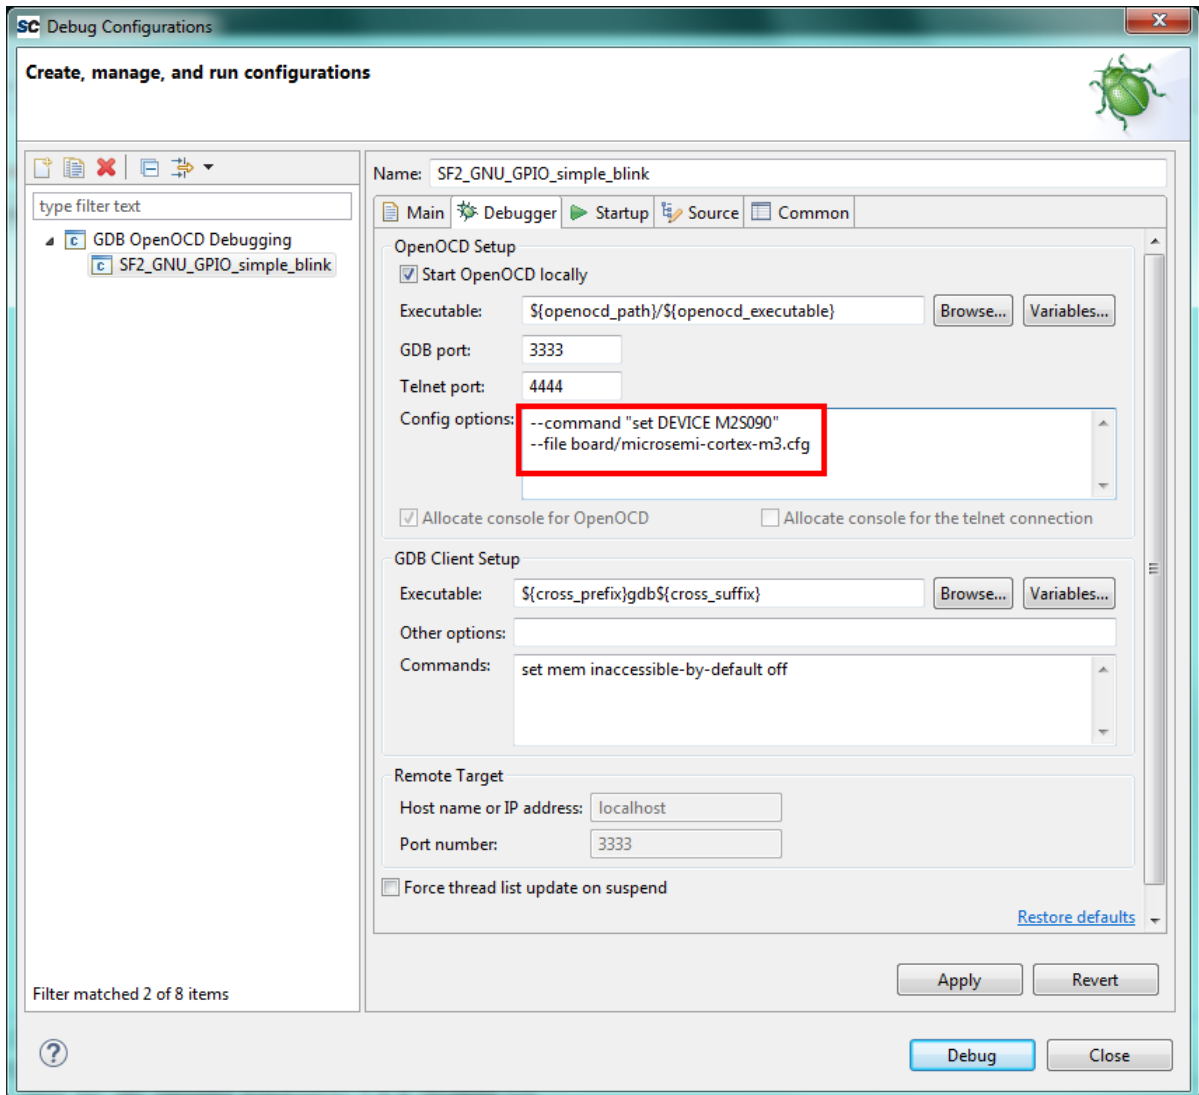 SC Debug Configurations
Create, manage, and run configurations
Name: SF2_GNU_GPIO_simple_blink
type filter text
GDB OpenOCD Debugging
SF2_GNU_GPIO_simple_blink
Filter matched 2 of 8 items
Main Debugger Startup Source Common
OpenOCD Setup
Start OpenOCD locally
Executable: ${openocd_path}/${openocd_executable} Browse... Variables...
GDB port: 3333
Telnet port: 4444
Config options: --command "set DEVICE M2S090"
--file board/microsemi-cortex-m3.cfg
Allocate console for OpenOCD Allocate console for the telnet connection
GDB Client Setup
Executable: ${cross_prefix}gdb${cross_suffix} Browse... Variables...
Other options:
Commands: set mem inaccessible-by-default off
Remote Target
Host name or IP address: localhost
Port number: 3333
Force thread list update on suspend
Restore defaults
Apply Revert
Debug Close